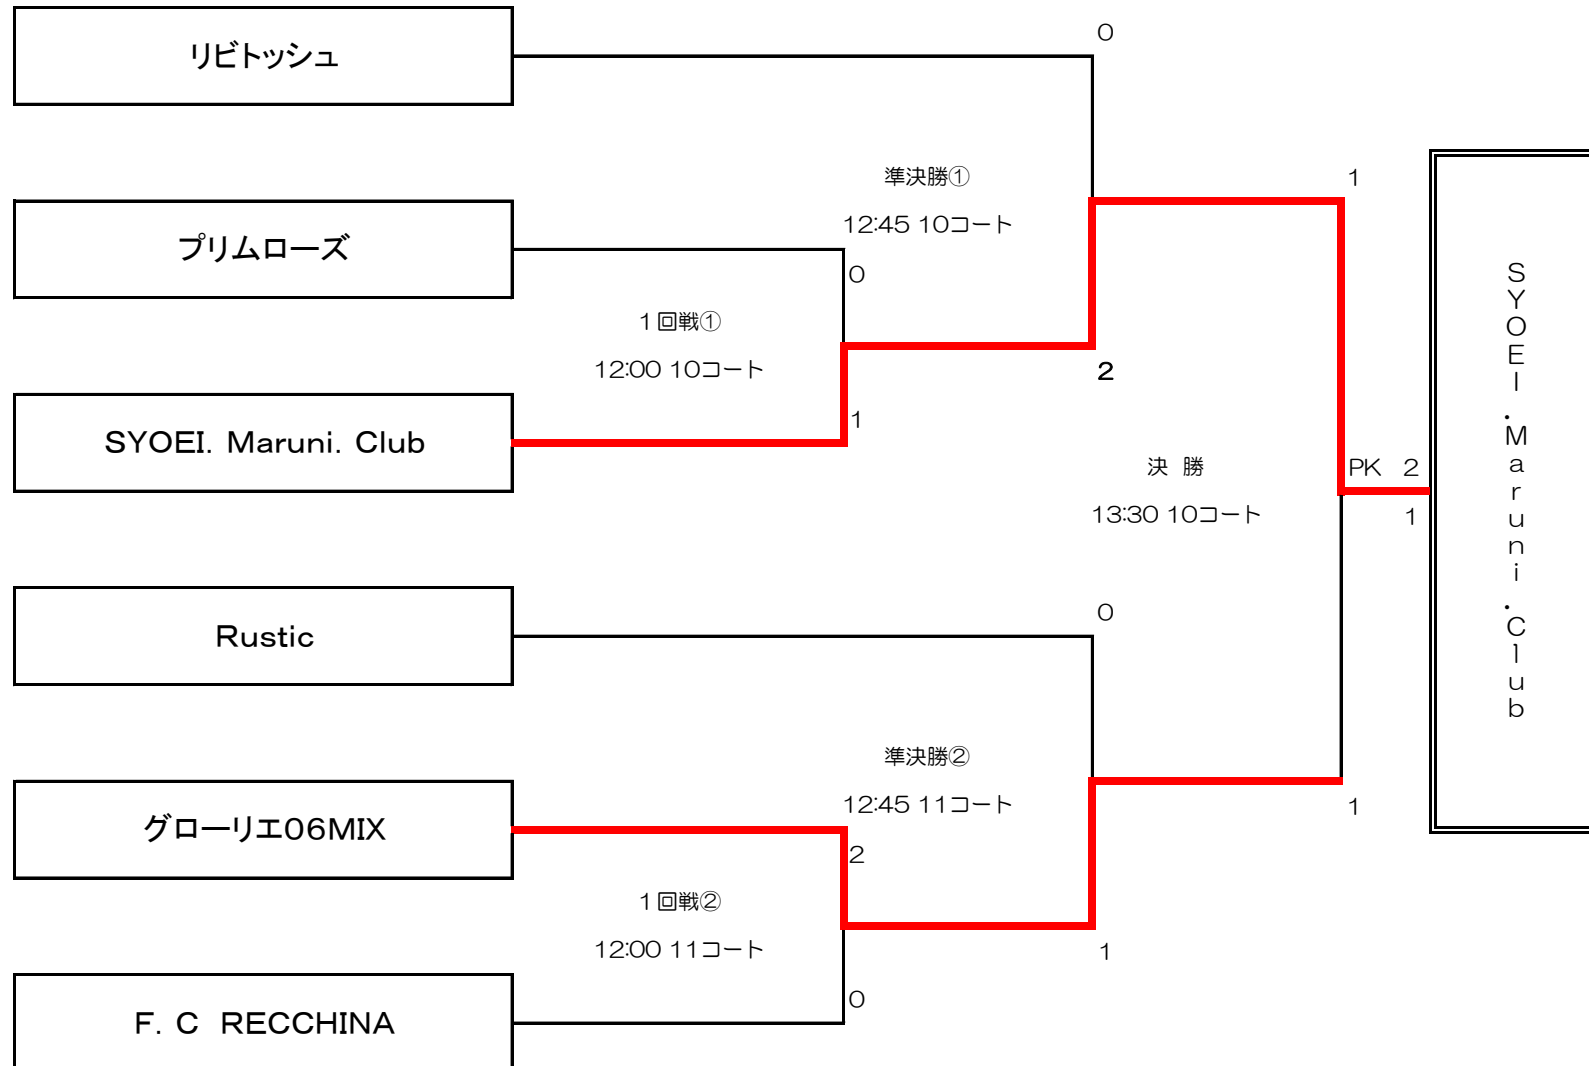 リビトッシュ
0
準決勝①
12:45 10コート
1
プリムローズ
0
1回戦①
12:00 10コート
2
SYOEI. Maruni. Club
1
決 勝
13:30 10コート
PK 2
1
SYOEI.Maruni.Club
Rustic
0
準決勝②
12:45 11コート
1
グローリエ06MIX
2
1回戦②
12:00 11コート
1
F. C RECCHINA
0